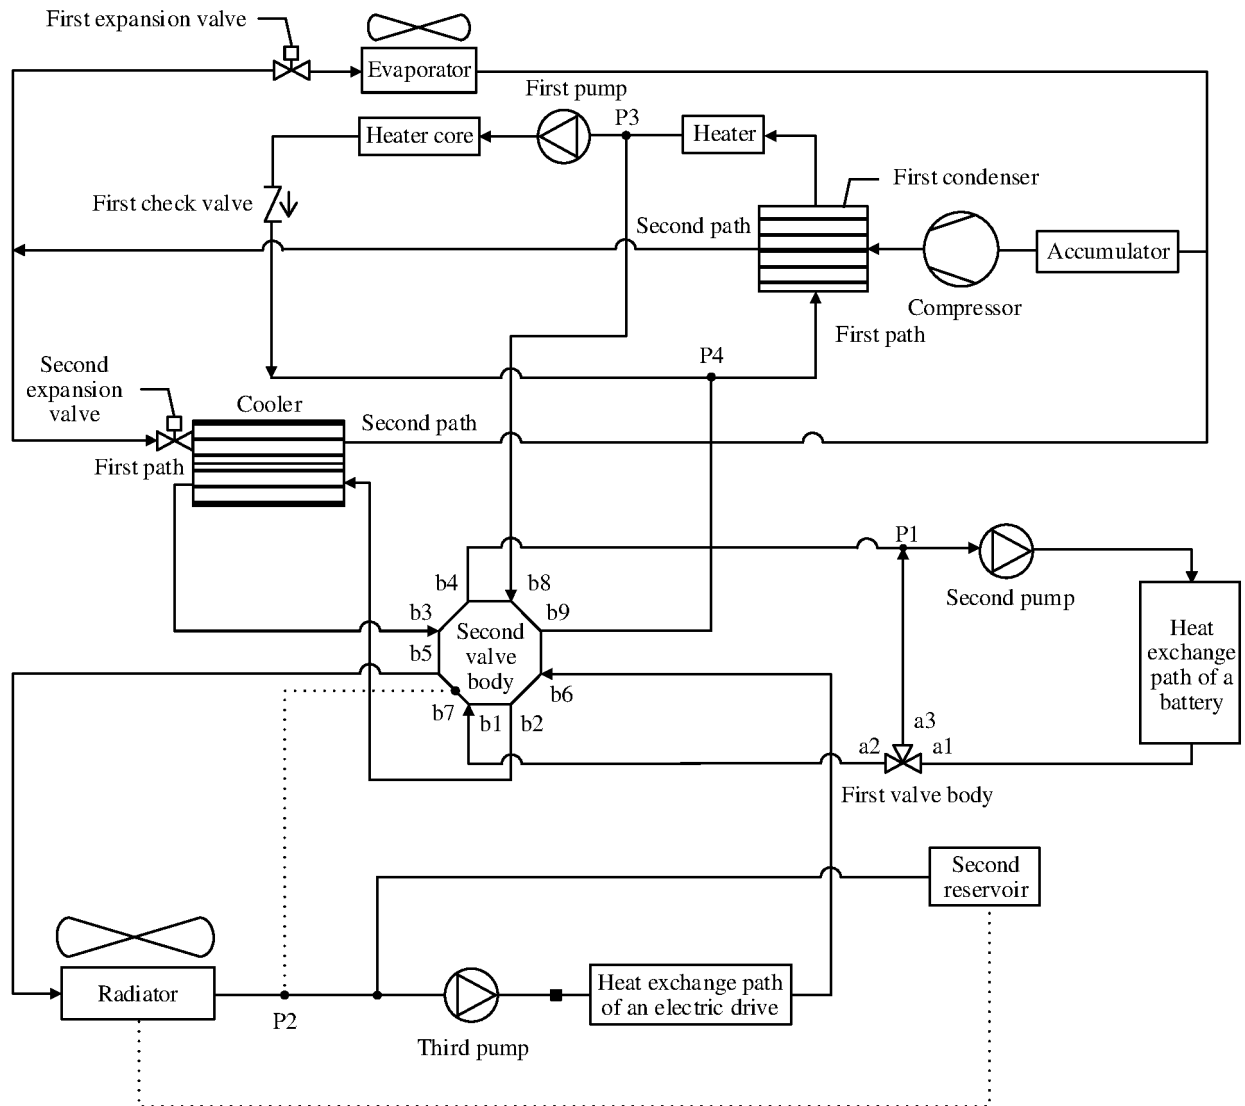 First expansion valve
Evaporator
First pump
P3
Heater core
Heater
First condenser
First check valve
Second path
Accumulator
Compressor
First path
P4
Second
expansion
valve
Cooler
Second path
First path
P1
b4
b8
Second pump
b3
b9
Second
valve
body
Heat
exchange
path of a
battery
b5
b6
b7
b1
b2
a3
a2
a1
First valve body
Second
reservoir
Radiator
Heat exchange path
of an electric drive
P2
Third pump